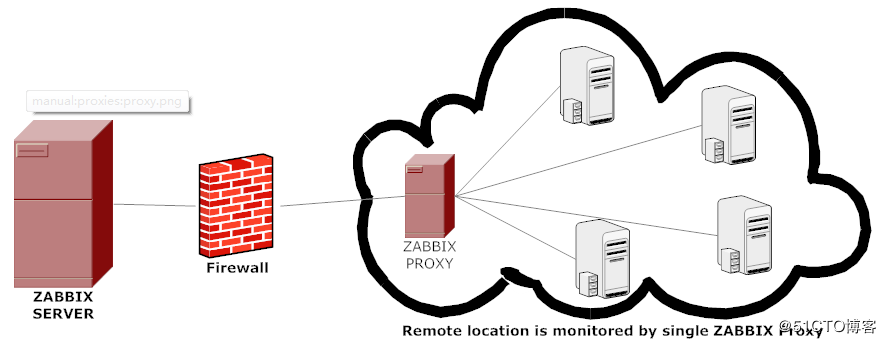 manual:proxies:proxy.png
ZABBIX
SERVER
Firewall
ZABBIX
PROXY
Remote location is monitored by single ZABBIX Proxy
@51CTO博客